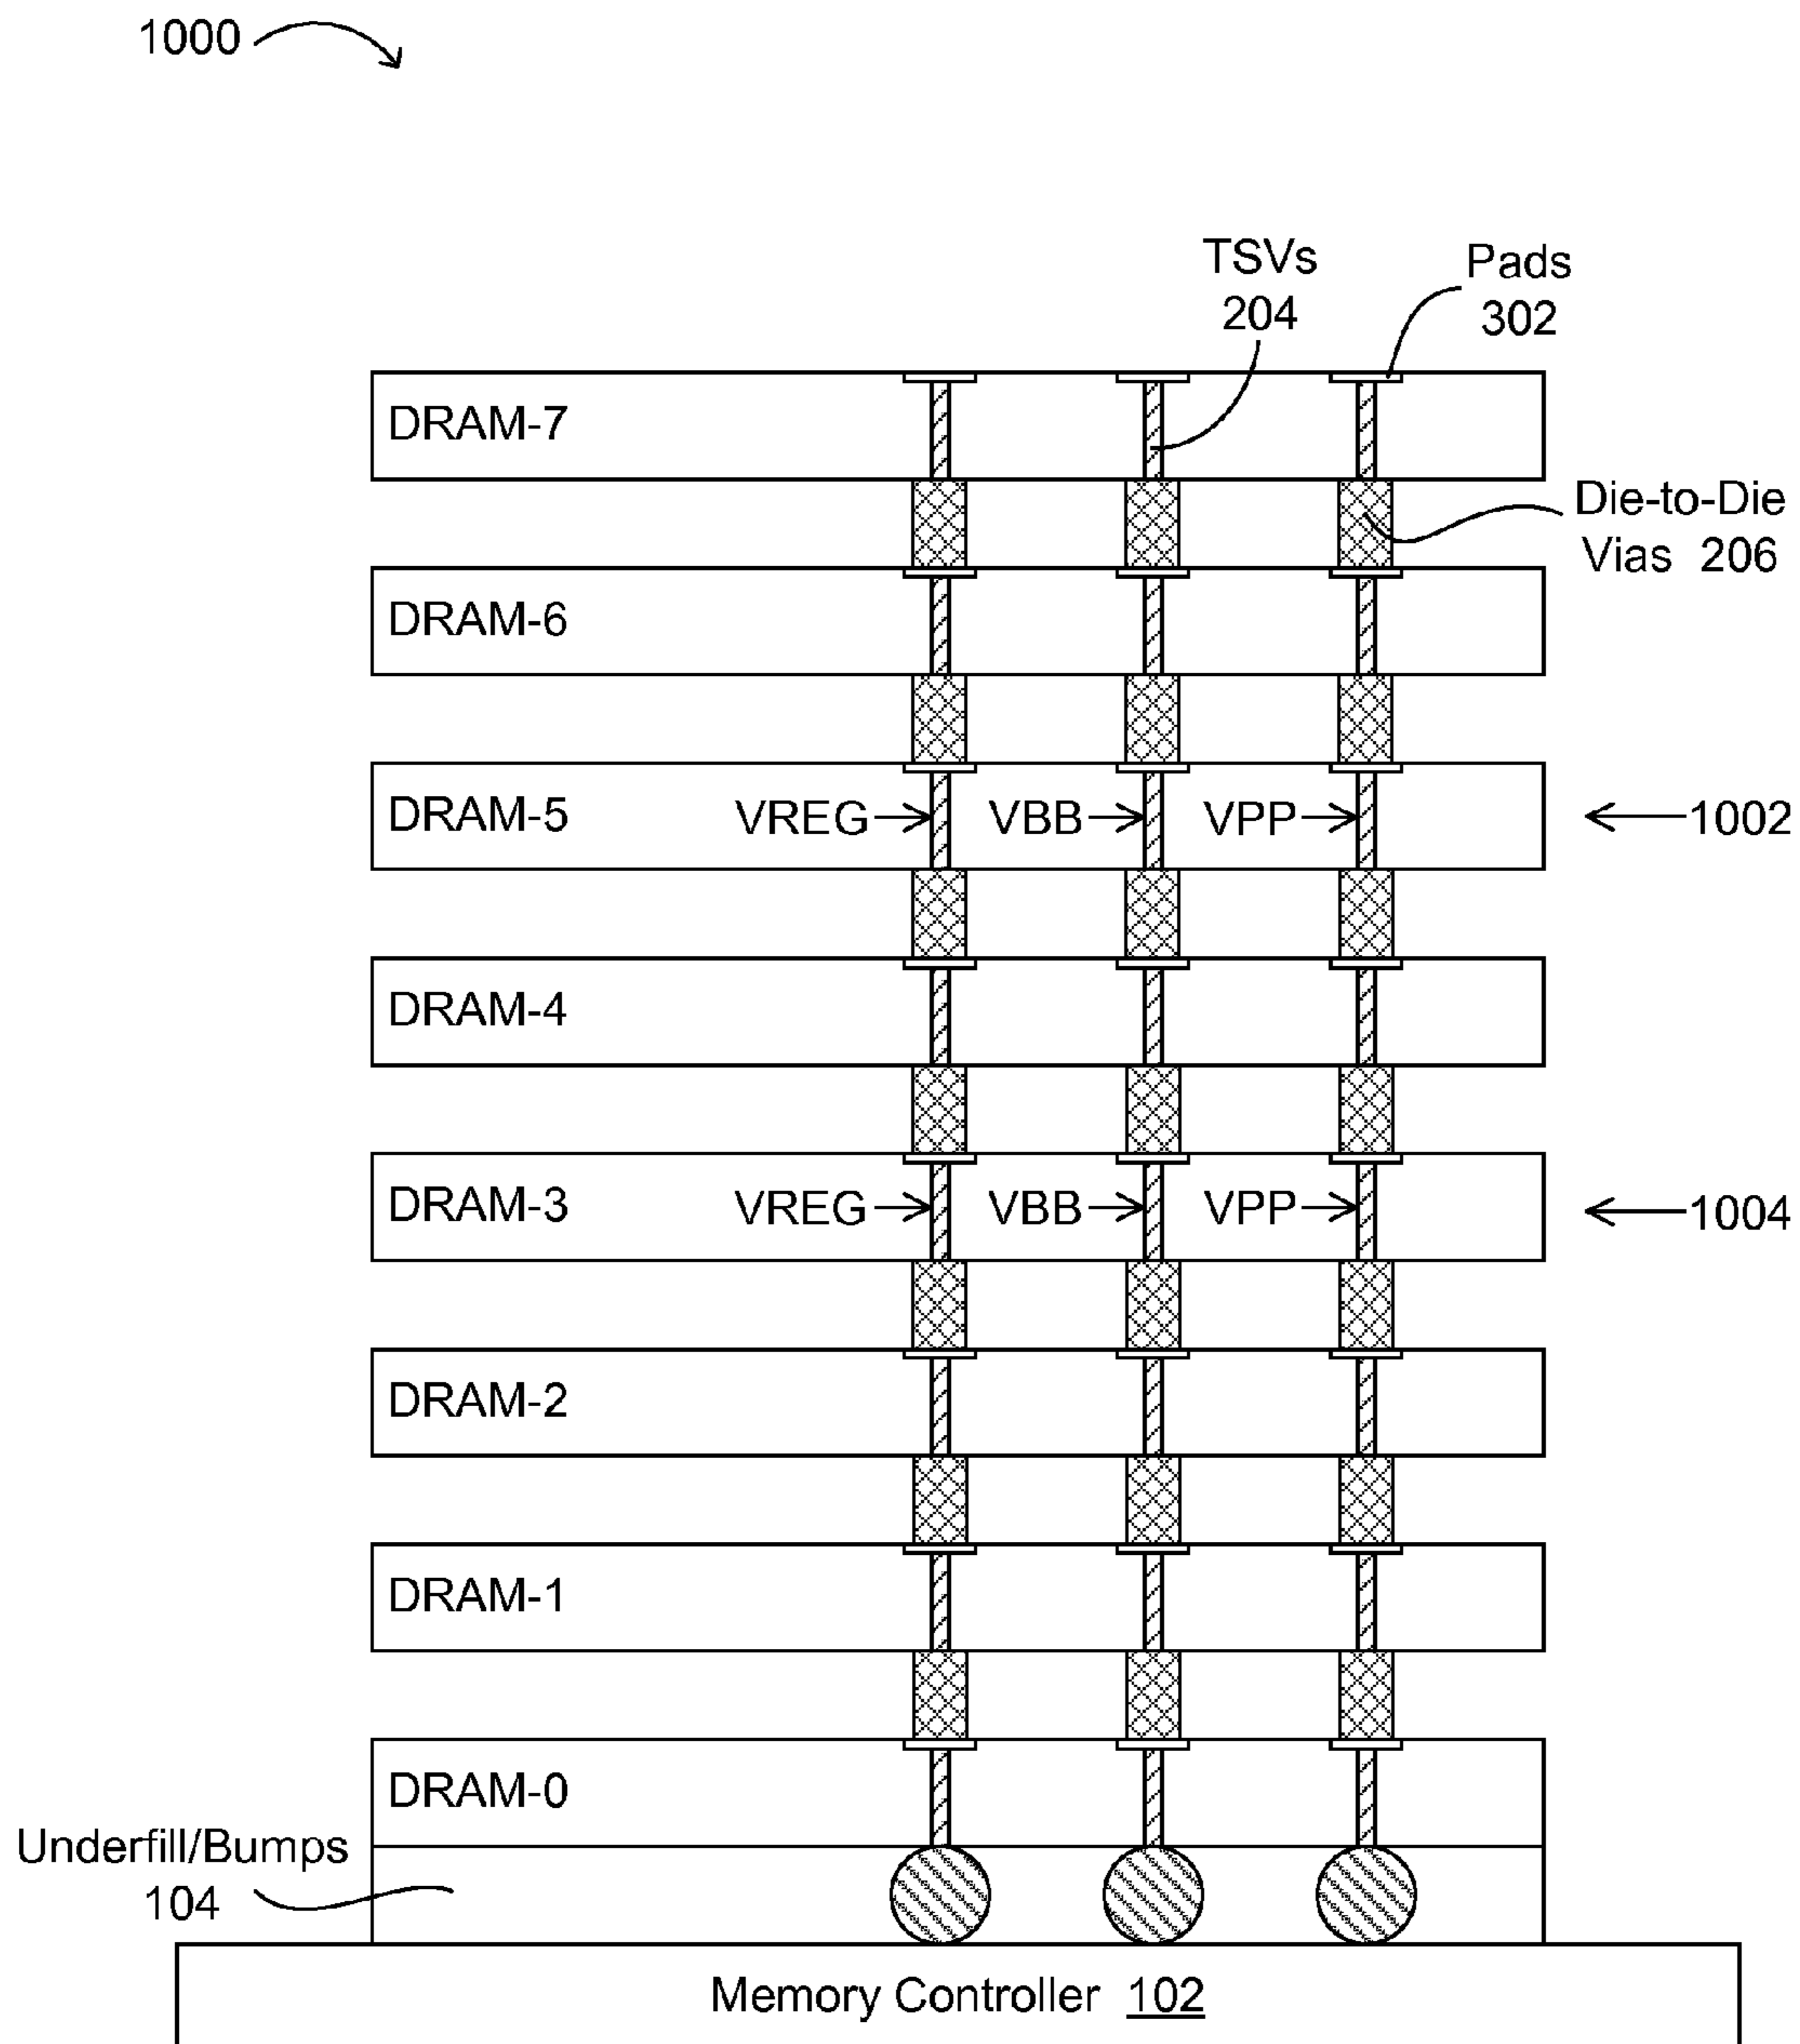 1000
TSVs
204
Pads
302
DRAM-7
Die-to-Die
Vias 206
DRAM-6
DRAM-5 VREG VBB VPP 1002
DRAM-4
DRAM-3 VREG VBB VPP 1004
DRAM-2
DRAM-1
DRAM-0
Underfill/Bumps
104
Memory Controller 102